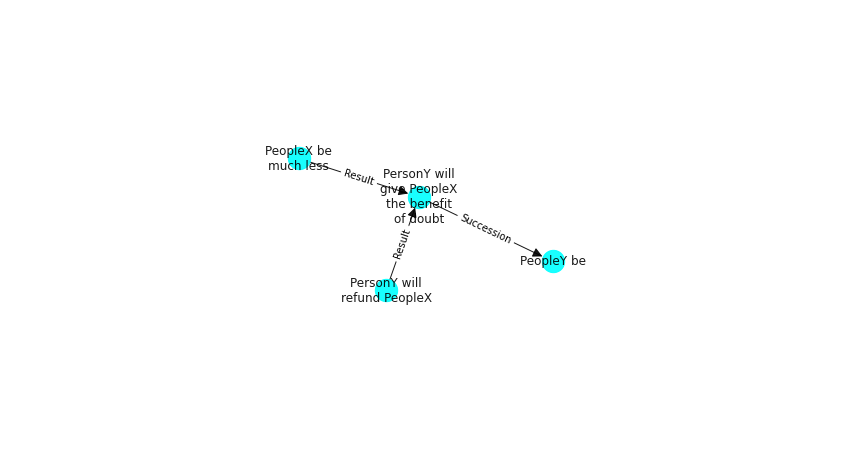 PeopleX be
much less
Result
PersonY will
give PeopleX
the benefit
of doubt
Result
Succession
PeopleY be
PersonY will
refund PeopleX